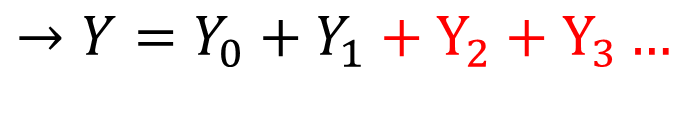 → Y = Y₀ + Y₁ + Y₂ + Y₃ ...